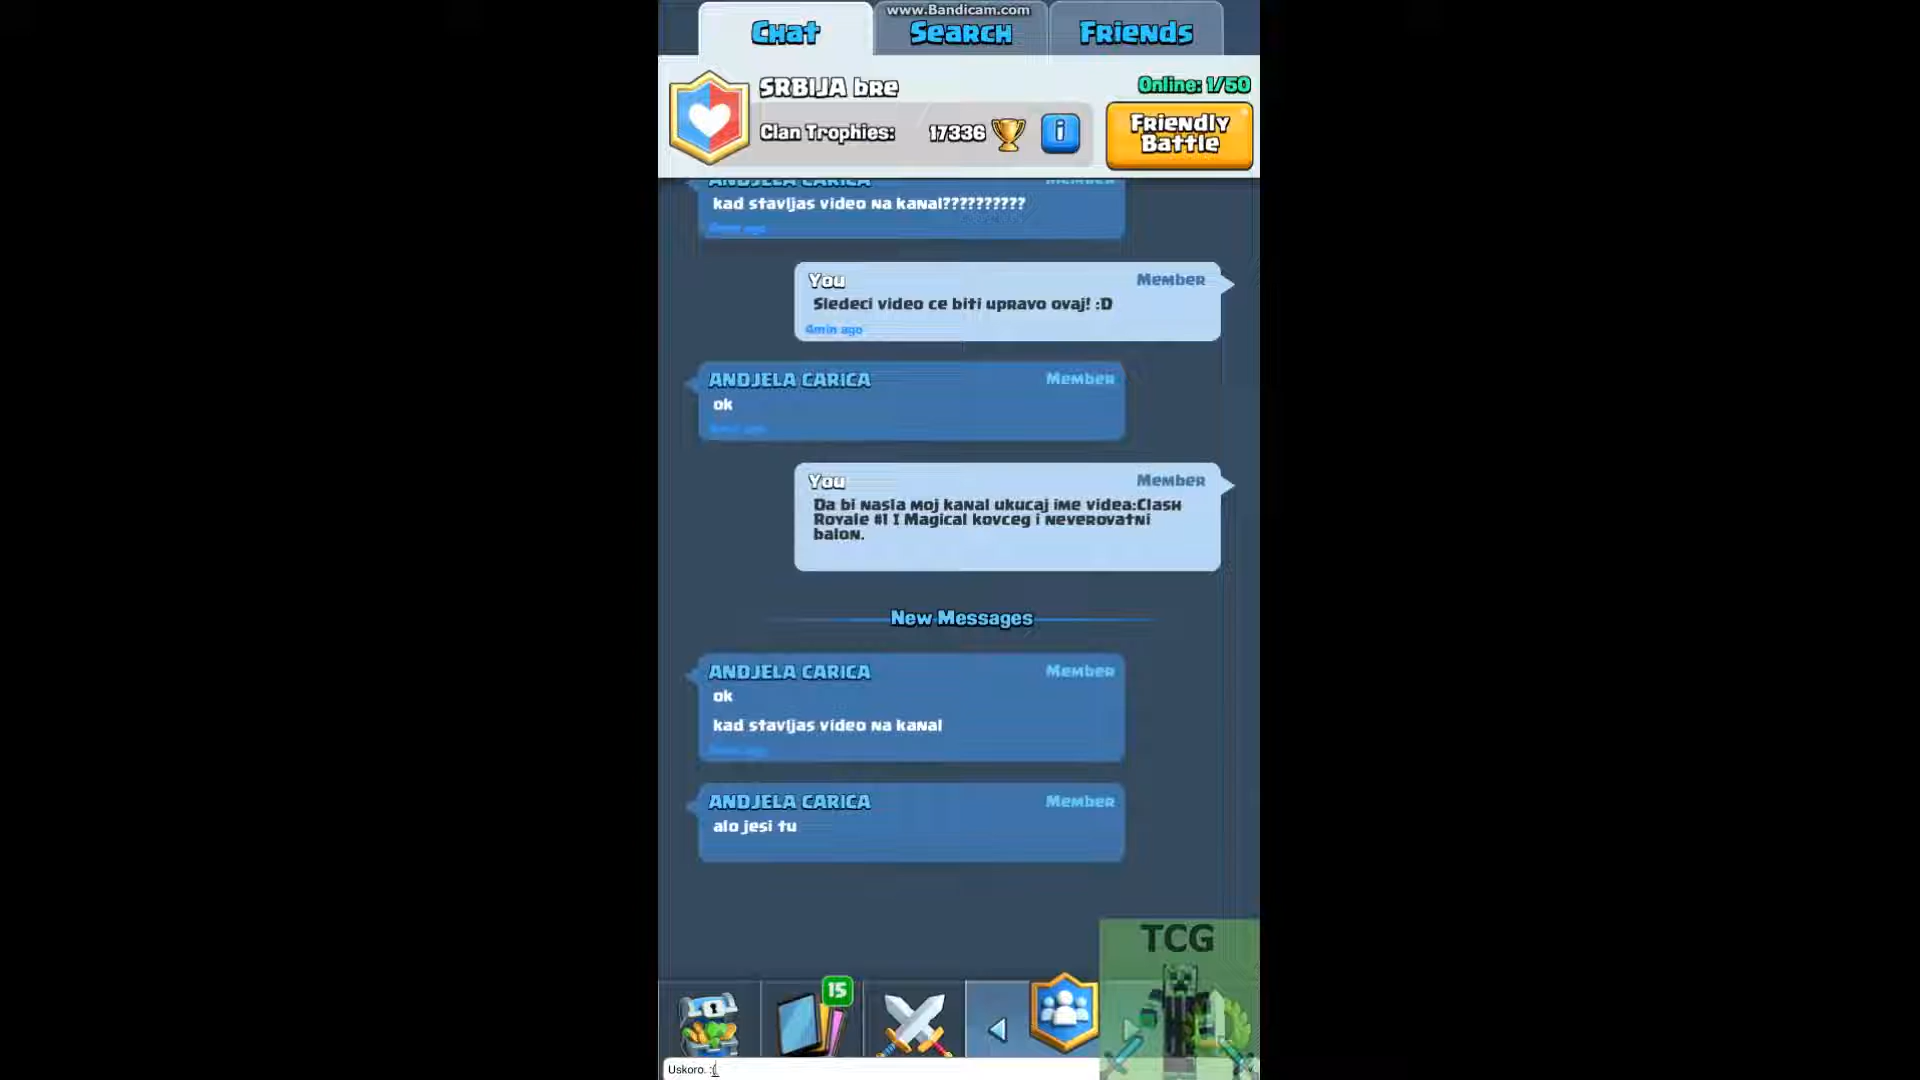 www.Bandicam.com
Chat
Search
Friends
SRBIJA bre
Online: 1/50
Clan Trophies:
17336
Friendly
Battle
ANDJELA CARICA
Member
kad stavljas video na kanal??????????
You
Member
Sledeci video ce biti upravo ovaj! :D
4min ago
ANDJELA CARICA
Member
ok
You
Member
Da bi nasla moj kanal ukucaj ime videa:Clash
Royale #1 I Magical kovceg i neverovatni
balon.
New Messages
ANDJELA CARICA
Member
ok
kad stavljas video na kanal
ANDJELA CARICA
Member
alo jesi tu
TCG
15
Uskoro. :(